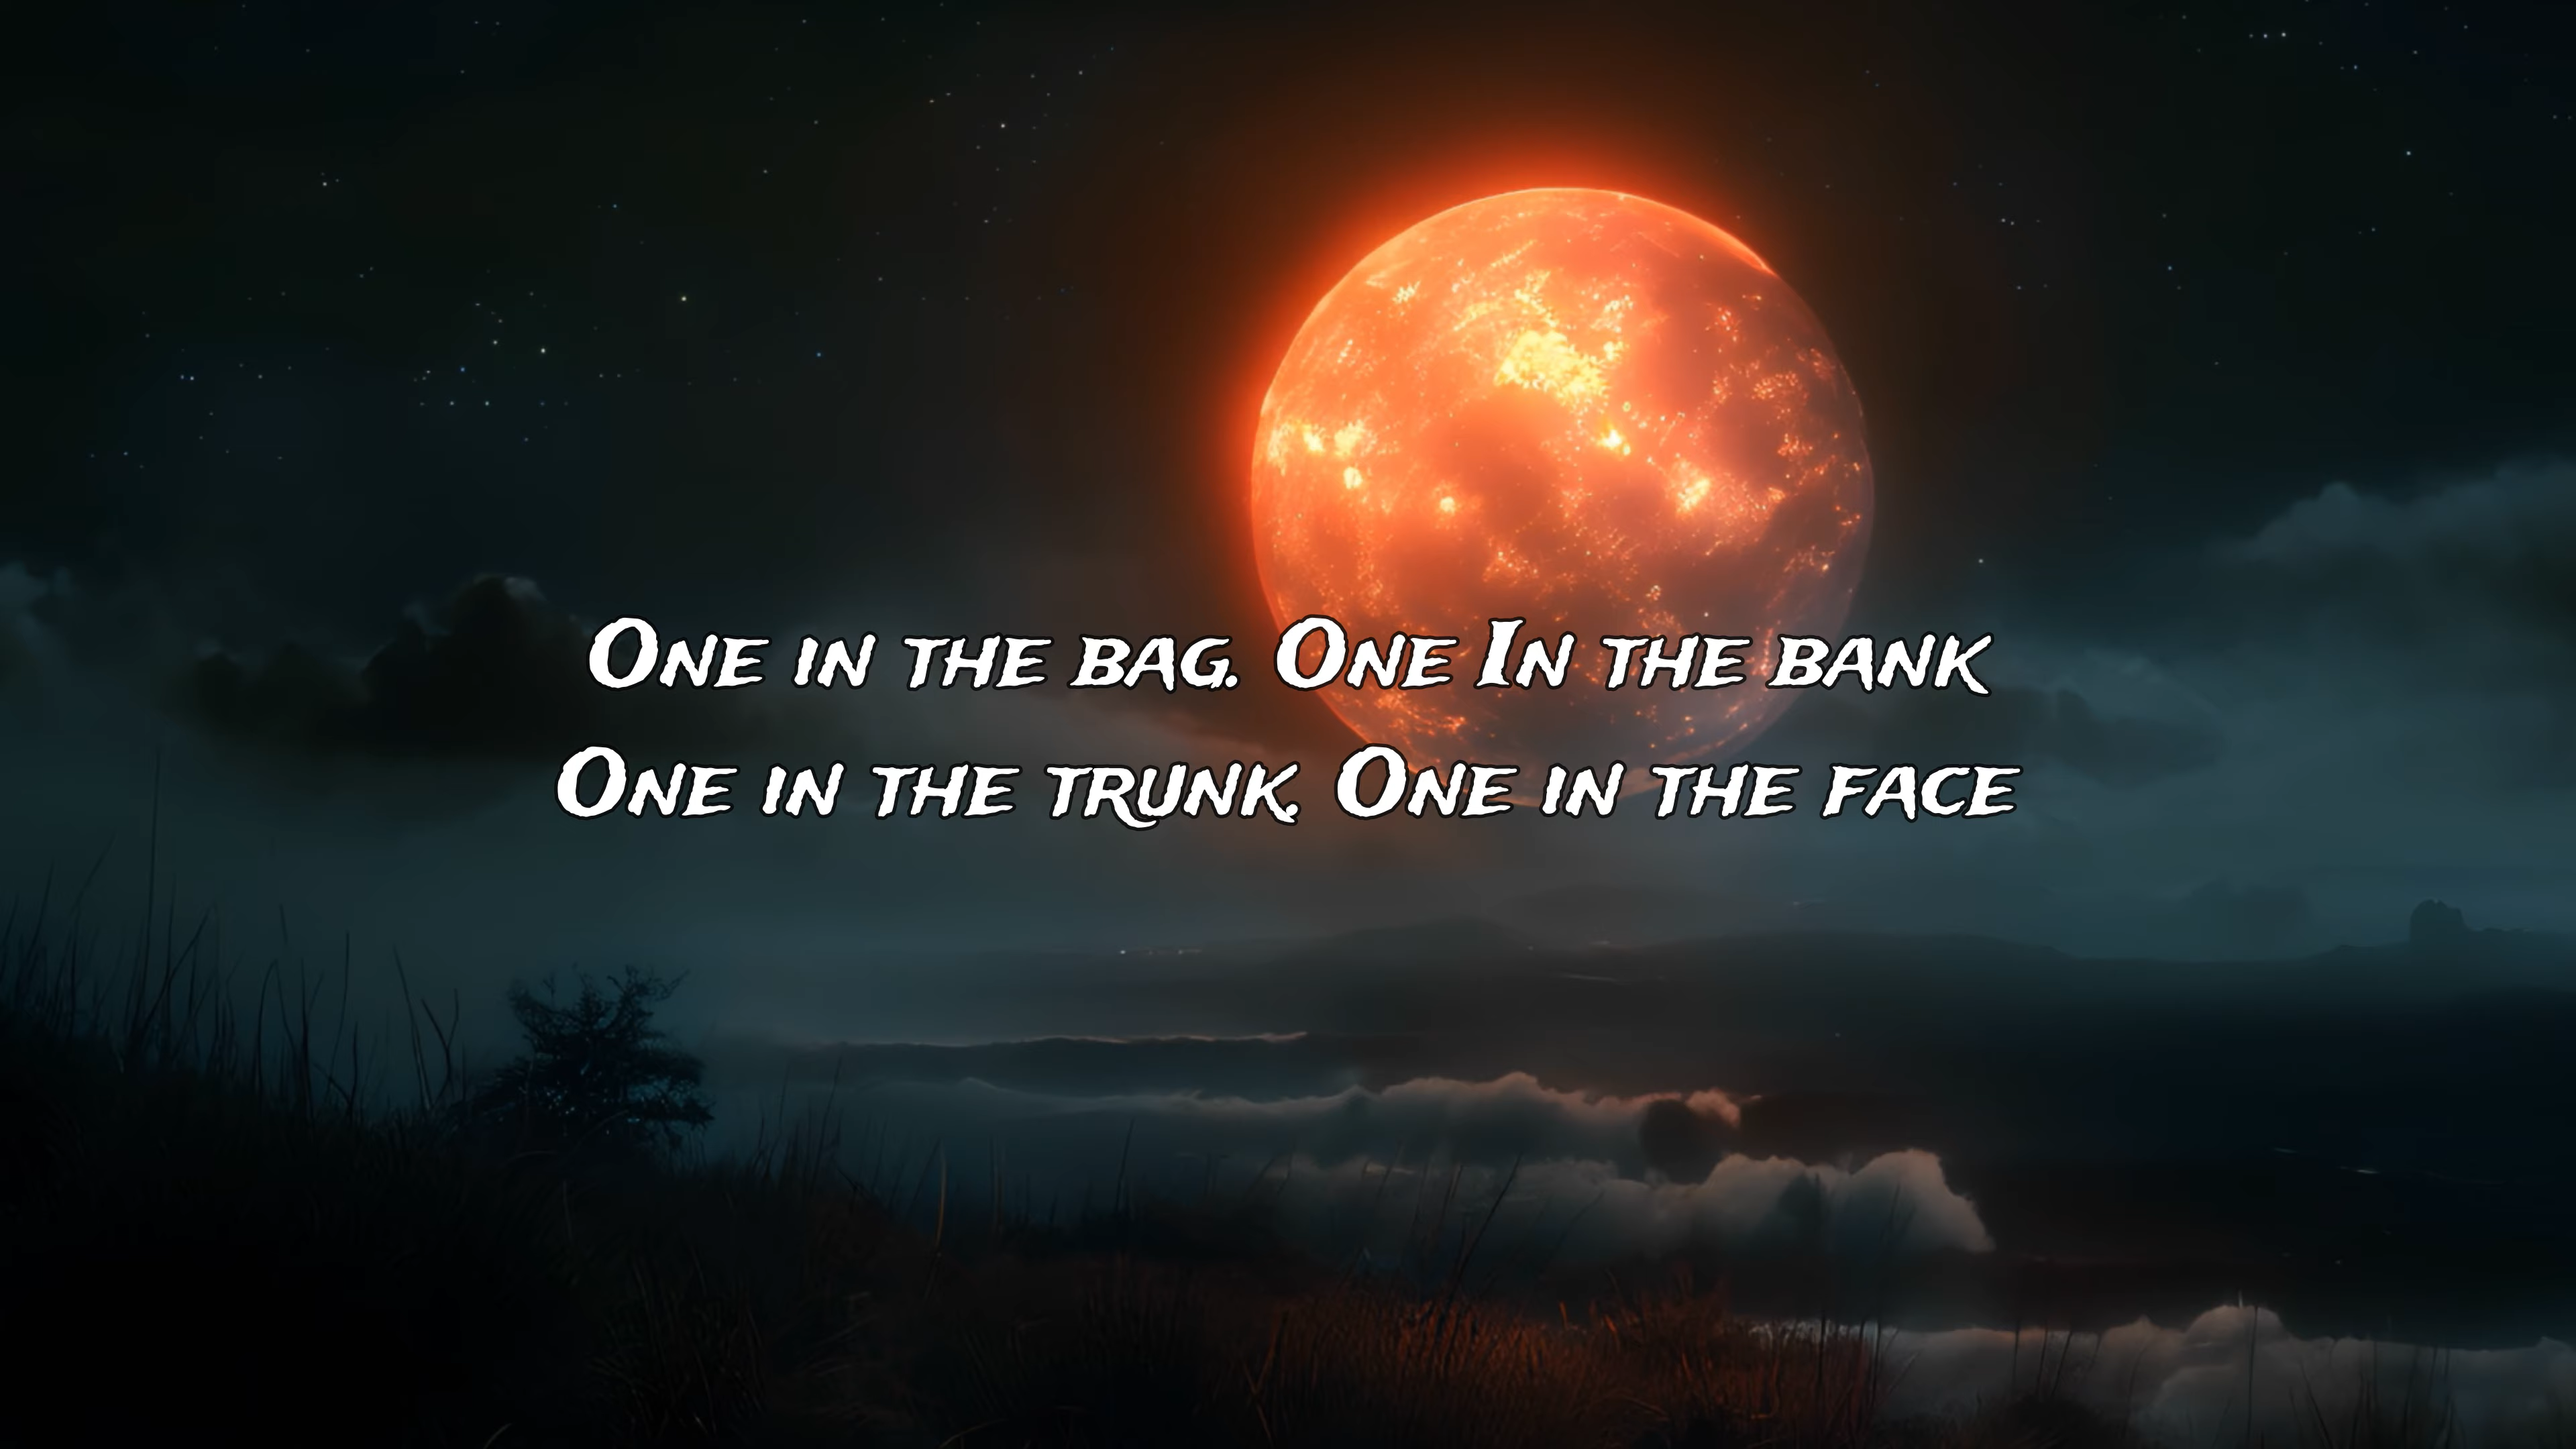 One in the bag. One In the bank
One in the trunk. One in the face